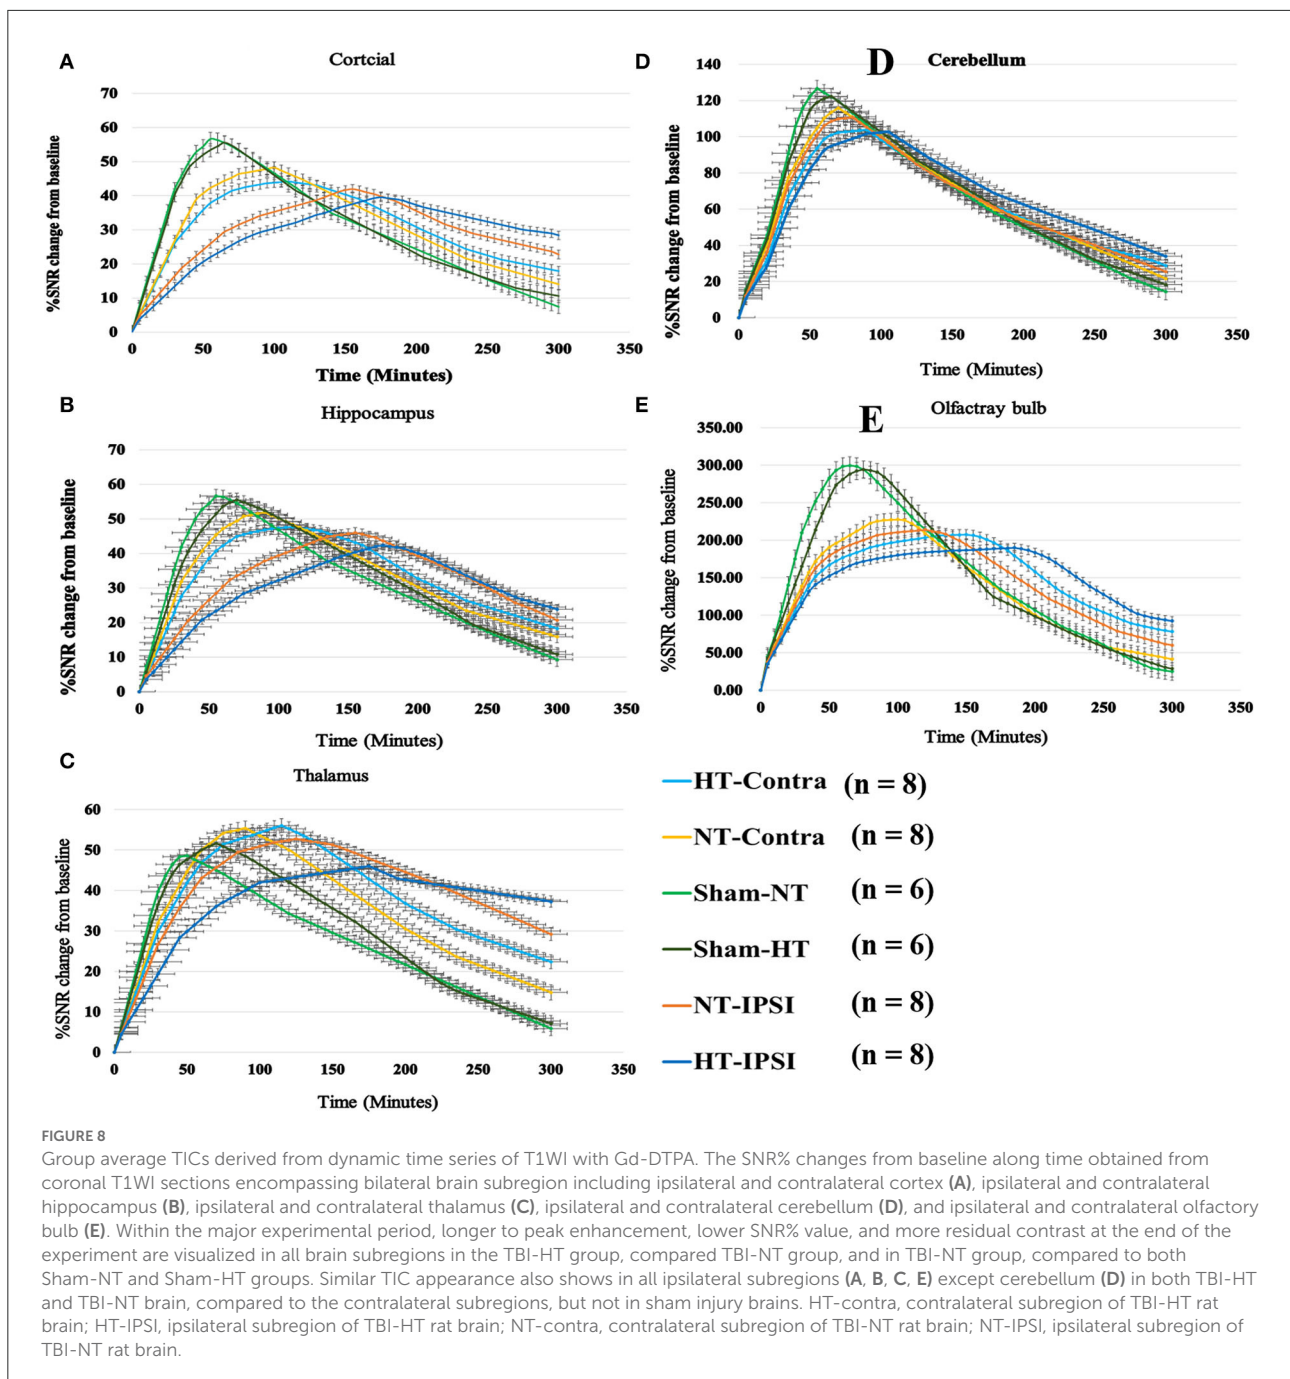 A
Cortcial
%SNR change from baseline
70
60
50
40
30
20
10
0
0 50 100 150 200 250 300 350
Time (Minutes)
B
Hippocampus
%SNR change from baseline
70
60
50
40
30
20
10
0
0 50 100 150 200 250 300 350
Time (Minutes)
C
Thalamus
%SNR change from baseline
60
50
40
30
20
10
0
0 50 100 150 200 250 300 350
Time (Minutes)
D
D
Cerebellum
%SNR change from baseline
140
120
100
80
60
40
20
0
0 50 100 150 200 250 300 350
Time (Minutes)
E
E
Olfactray bulb
%SNR change from baseline
350.00
300.00
250.00
200.00
150.00
100.00
50.00
0.00
0 50 100 150 200 250 300 350
Time (Minutes)
HT-Contra (n = 8)
NT-Contra (n = 8)
Sham-NT (n = 6)
Sham-HT (n = 6)
NT-IPSI (n = 8)
HT-IPSI (n = 8)
FIGURE 8
Group average TICs derived from dynamic time series of T1WI with Gd-DTPA. The SNR% changes from baseline along time obtained from
coronal T1WI sections encompassing bilateral brain subregion including ipsilateral and contralateral cortex (A), ipsilateral and contralateral
hippocampus (B), ipsilateral and contralateral thalamus (C), ipsilateral and contralateral cerebellum (D), and ipsilateral and contralateral olfactory
bulb (E). Within the major experimental period, longer to peak enhancement, lower SNR% value, and more residual contrast at the end of the
experiment are visualized in all brain subregions in the TBI-HT group, compared TBI-NT group, and in TBI-NT group, compared to both
Sham-NT and Sham-HT groups. Similar TIC appearance also shows in all ipsilateral subregions (A, B, C, E) except cerebellum (D) in both TBI-HT
and TBI-NT brain, compared to the contralateral subregions, but not in sham injury brains. HT-contra, contralateral subregion of TBI-HT rat
brain; HT-IPSI, ipsilateral subregion of TBI-HT rat brain; NT-contra, contralateral subregion of TBI-NT rat brain; NT-IPSI, ipsilateral subregion of
TBI-NT rat brain.